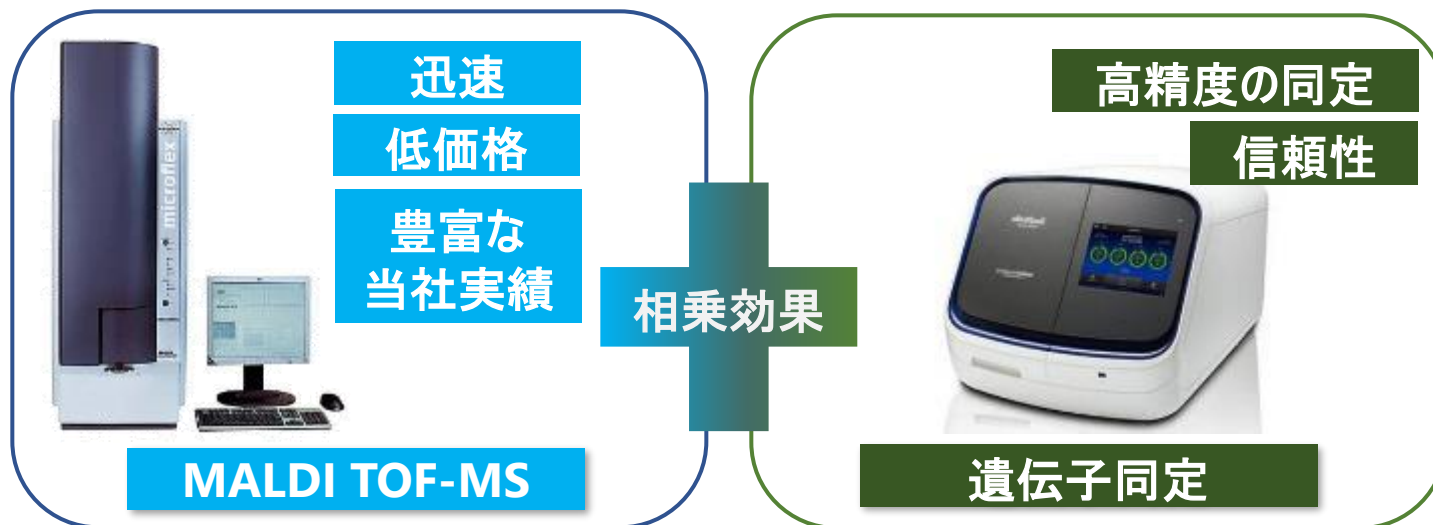 迅速
低価格
豊富な
当社実績
microflex
MALDI TOF-MS
相乗効果
高精度の同定
信頼性
遺伝子同定